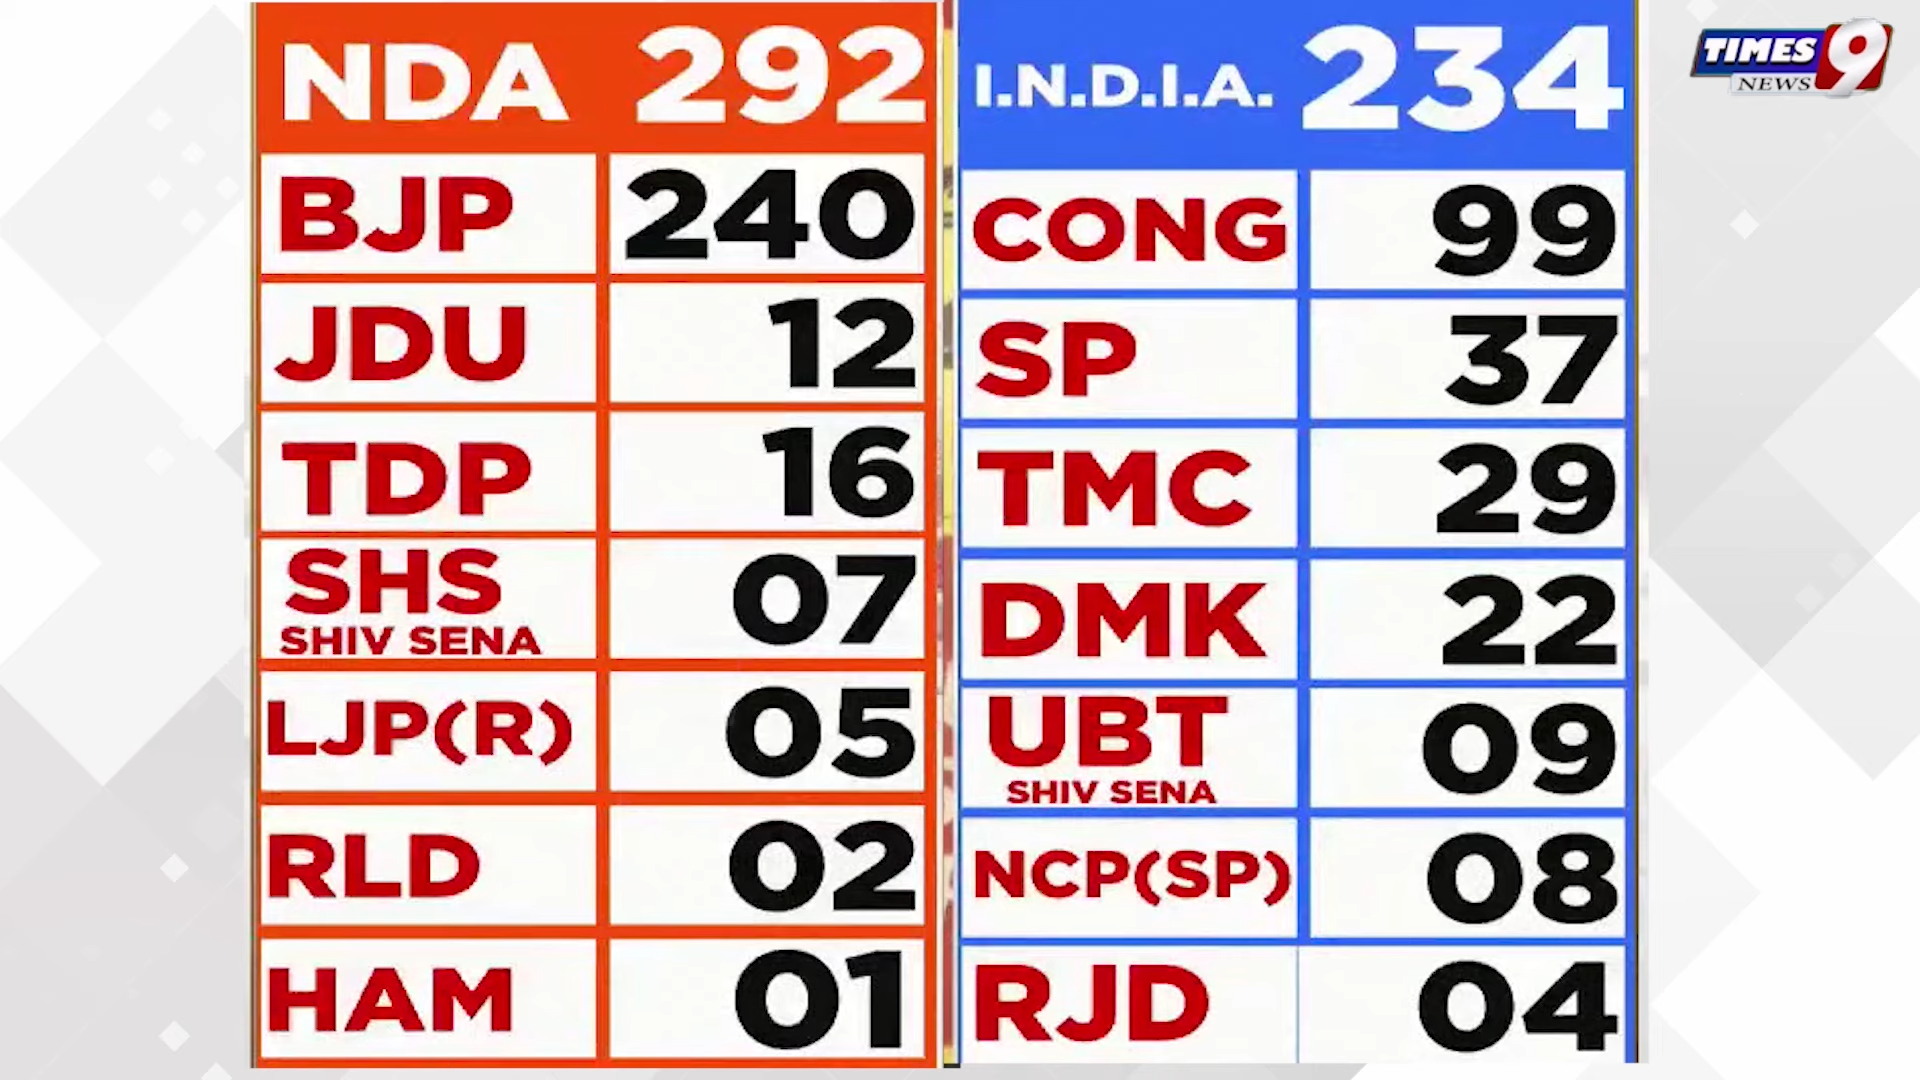 NDA 292
BJP 240
JDU 12
TDP 16
SHS 07
SHIV SENA
LJP(R) 05
RLD 02
HAM 01
I.N.D.I.A. 234
CONG 99
SP 37
TMC 29
DMK 22
UBT 09
SHIV SENA
NCP(SP) 08
RJD 04
TIMES 9
NEWS